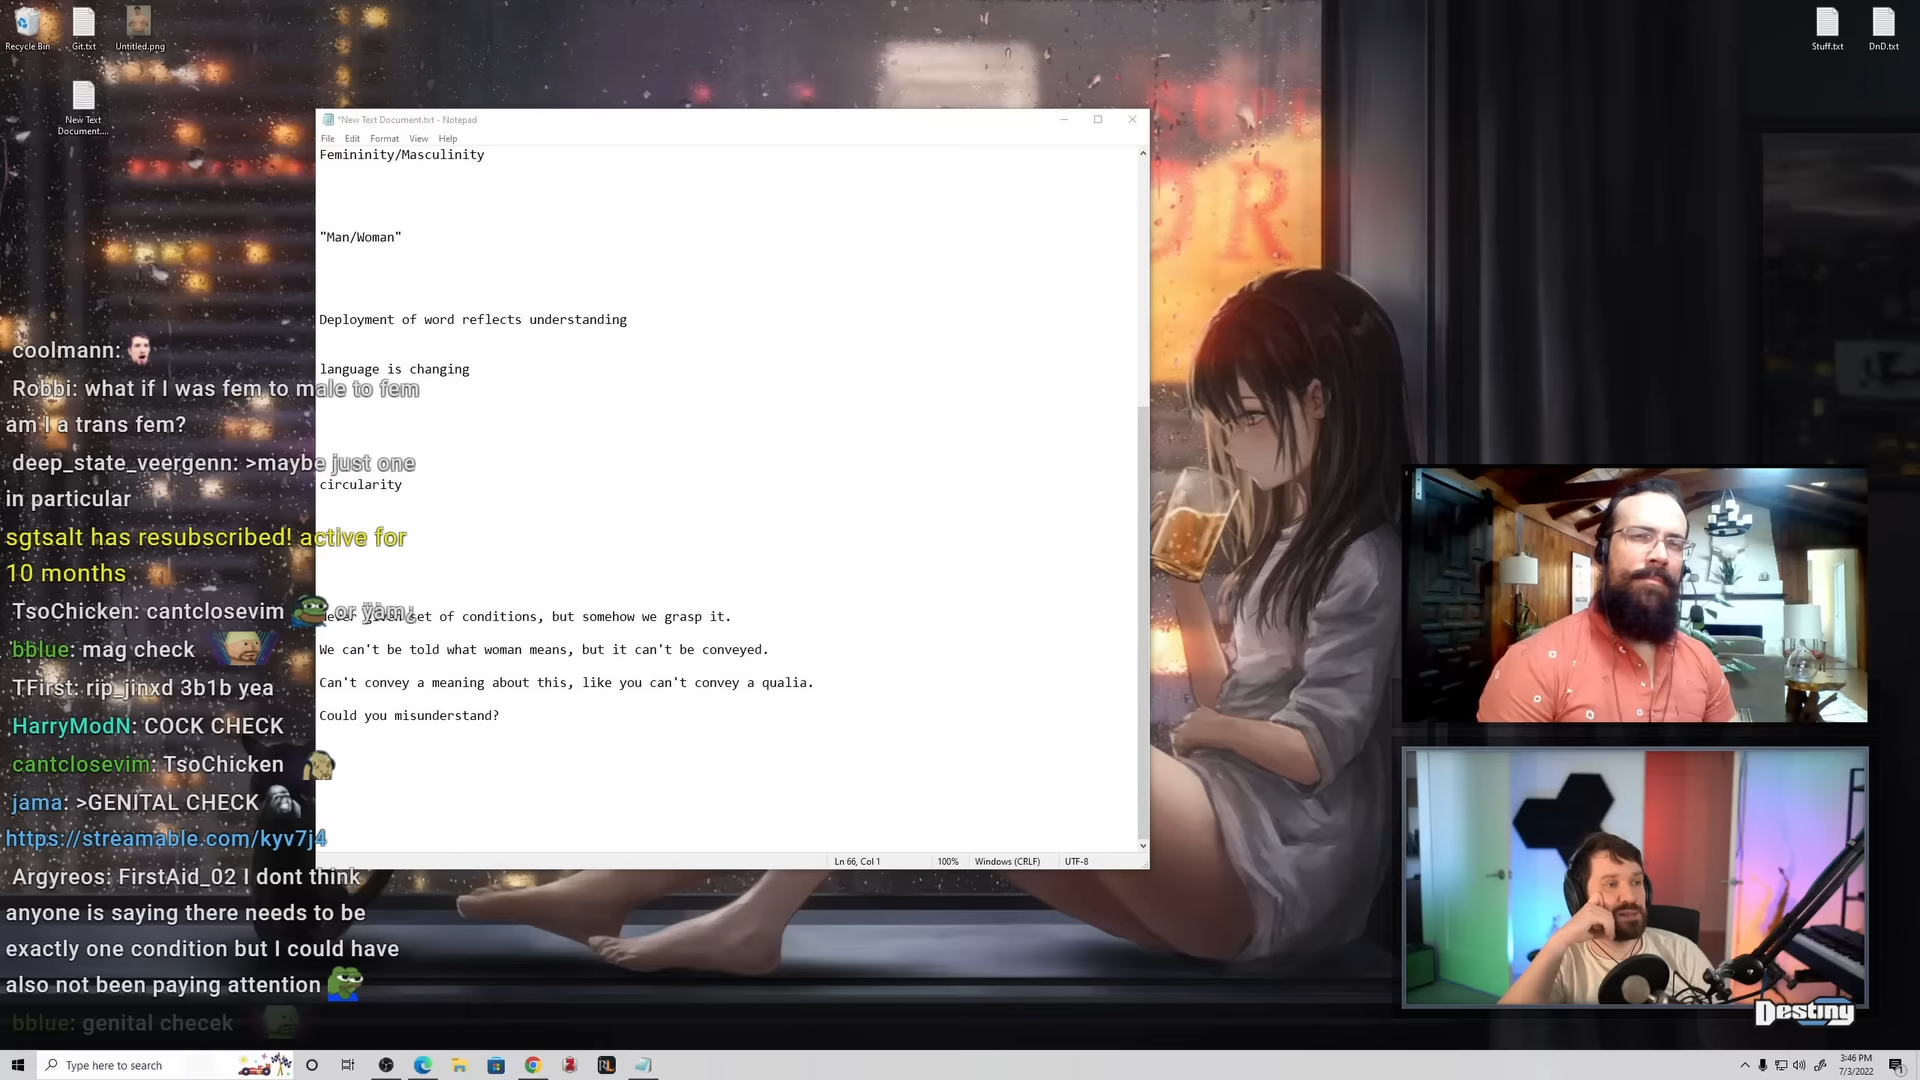 Recycle Bin
Git.txt
Untitled.png
New Text
Document....
Stuff.txt
DnD.txt
*New Text Document.txt - Notepad
File Edit Format View Help
Femininity/Masculinity
"Man/Woman"
Deployment of word reflects understanding
language is changing
circularity
set of conditions, but somehow we grasp it.
We can't be told what woman means, but it can't be conveyed.
Can't convey a meaning about this, like you can't convey a qualia.
Could you misunderstand?
Ln 66, Col 1 100% Windows (CRLF) UTF-8
coolmann:
Robbi: what if I was fem to male to fem
am I a trans fem?
deep_state_veergenn: >maybe just one
in particular
sgtsalt has resubscribed! active for
10 months
TsoChicken: cantclosevim or
bblue: mag check
TFirst: rip_jinxd 3b1b yea
HarryModN: COCK CHECK
cantclosevim: TsoChicken
jama: >GENITAL CHECK
https://streamable.com/kyv7j4
Argyreos: FirstAid_02 I dont think
anyone is saying there needs to be
exactly one condition but I could have
also not been paying attention
bblue: genital checek
Destiny
Type here to search
3:46 PM
7/3/2022